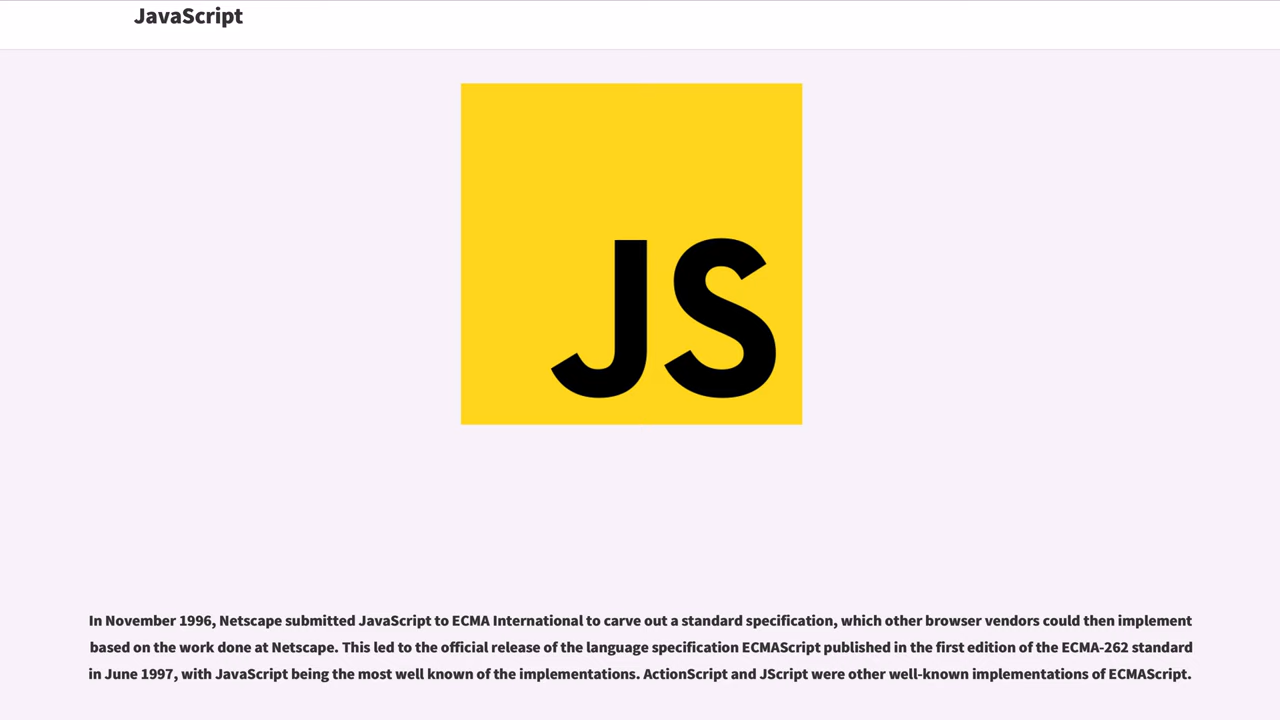 JavaScript
JS
In November 1996, Netscape submitted JavaScript to ECMA International to carve out a standard specification, which other browser vendors could then implement
based on the work done at Netscape. This led to the official release of the language specification ECMAScript published in the first edition of the ECMA-262 standard
in June 1997, with JavaScript being the most well known of the implementations. ActionScript and JScript were other well-known implementations of ECMAScript.